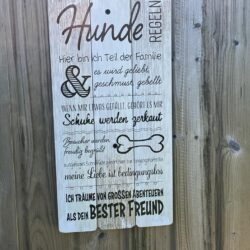 Hunde
REGELN
Hier bin ich Teil der Familie
& es wird geliebt,
geschmust, gebellt
WENN MIR ETWAS GEFÄLLT, GEHÖRT ES MIR
Schuhe werden zerkaut
Besucher werden
freudig begrüßt
meine Liebe ist bedingungslos
ICH TRÄUME VON GROSSEN ABENTEUERN
ALS DEIN BESTER FREUND